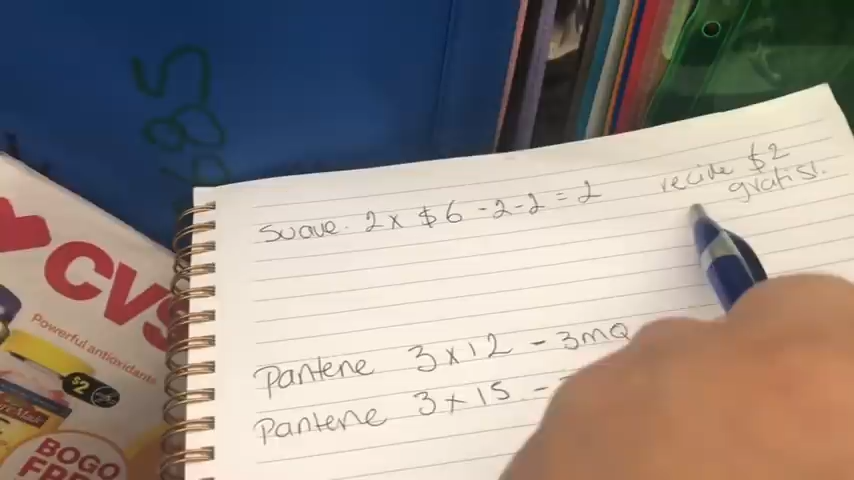 Suave. 2x $6 -2-2 = 2 recibe $2
gratis!.
Pantene 3x12 - 3MQ
Pantene 3x15 -
CVS
Powerful antioxidants
$2
BOGO
FREE